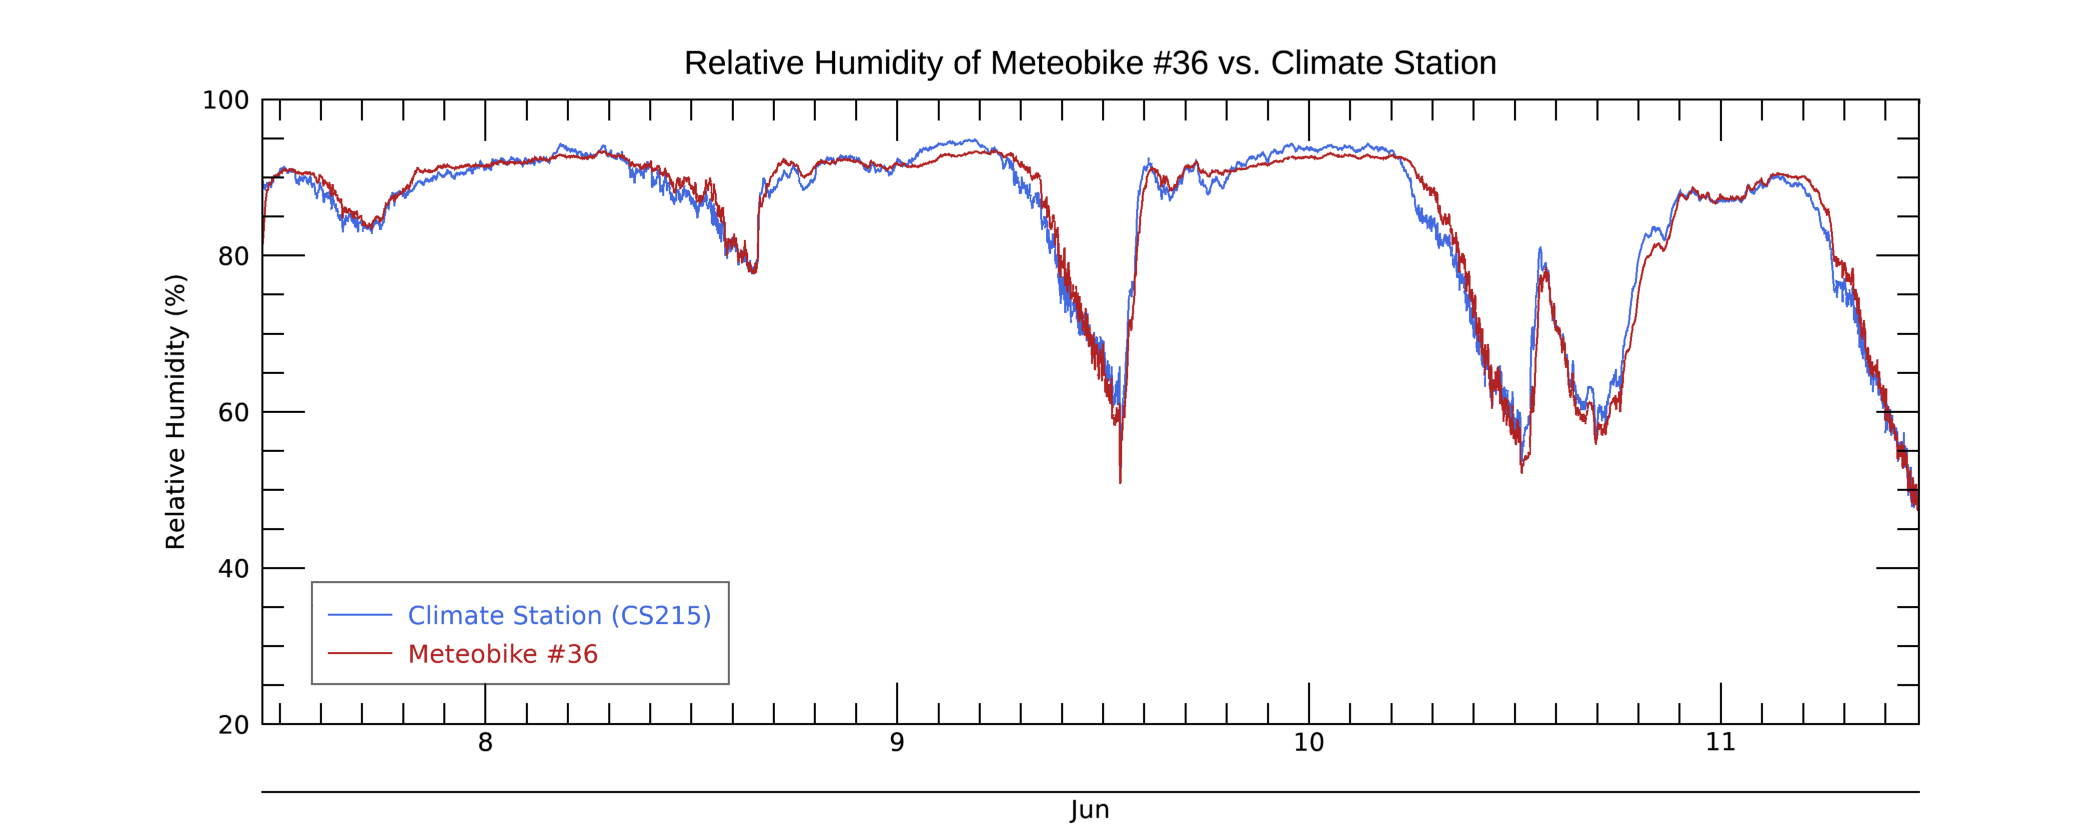 Relative Humidity of Meteobike #36 vs. Climate Station
Relative Humidity (%)
100
80
60
40
20
Climate Station (CS215)
Meteobike #36
8
9
10
11
Jun